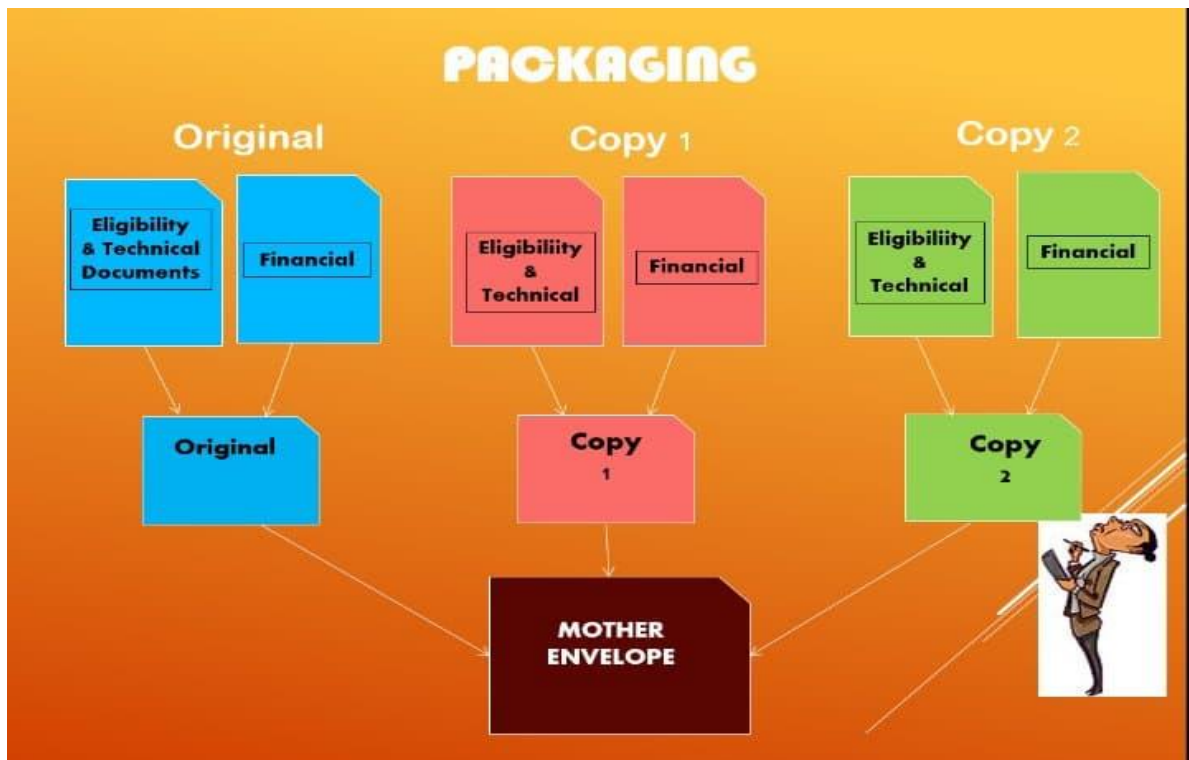 PACKAGING
Original
Copy 1
Copy 2
Eligibility
& Technical
Documents
Financial
Eligibiliity
&
Technical
Financial
Eligibiliity
&
Technical
Financial
Original
Copy
1
Copy
2
MOTHER
ENVELOPE